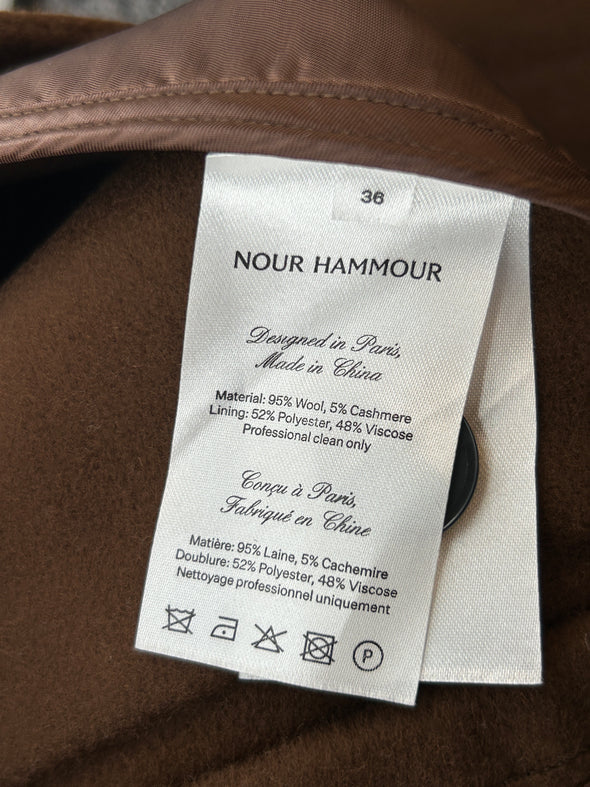 36
NOUR HAMMOUR
Designed in Paris,
Made in China
Material: 95% Wool, 5% Cashmere
Lining: 52% Polyester, 48% Viscose
Professional clean only
Conçu à Paris,
Fabriqué en Chine
Matière: 95% Laine, 5% Cachemire
Doublure: 52% Polyester, 48% Viscose
Nettoyage professionnel uniquement
P